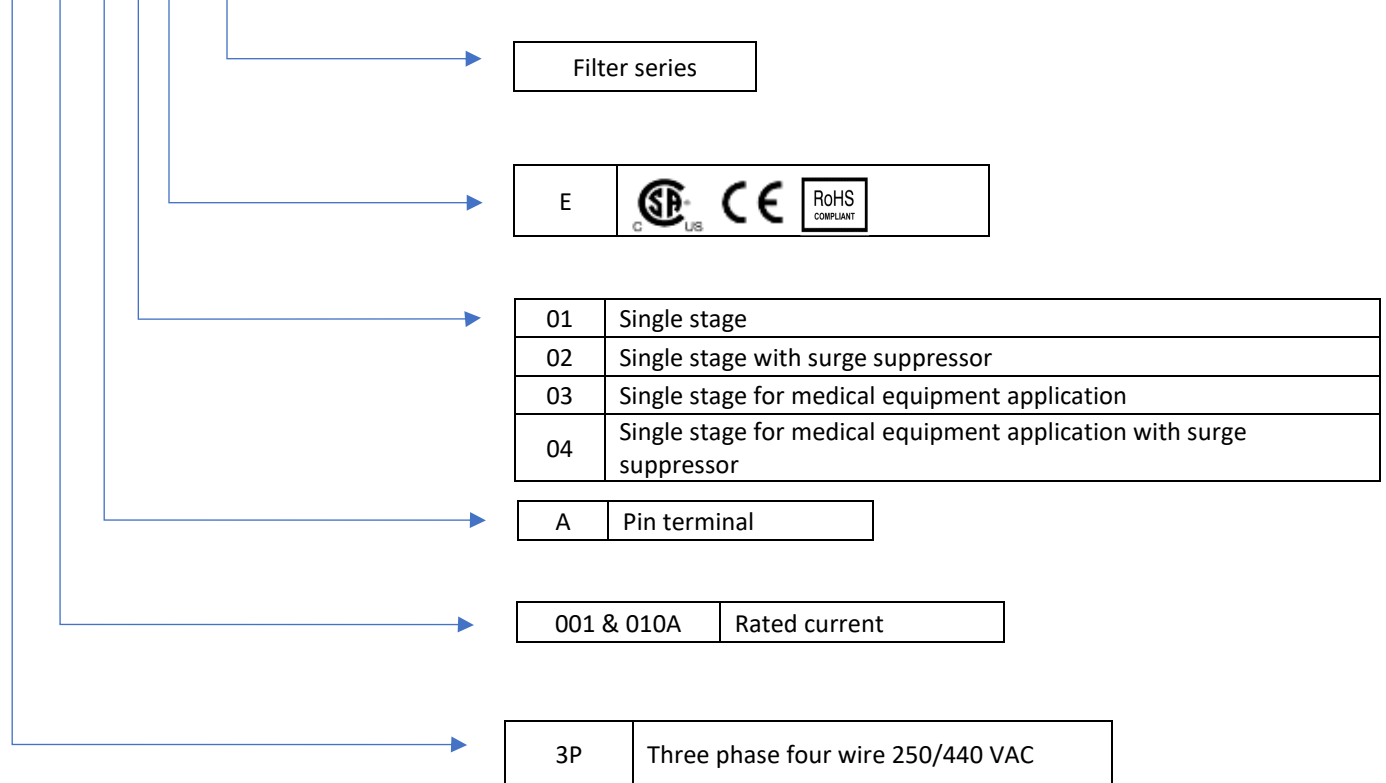 Filter series
E C SA US CE RoHS COMPLIANT
01 Single stage
02 Single stage with surge suppressor
03 Single stage for medical equipment application
04 Single stage for medical equipment application with surge
suppressor
A Pin terminal
001 & 010A Rated current
3P Three phase four wire 250/440 VAC